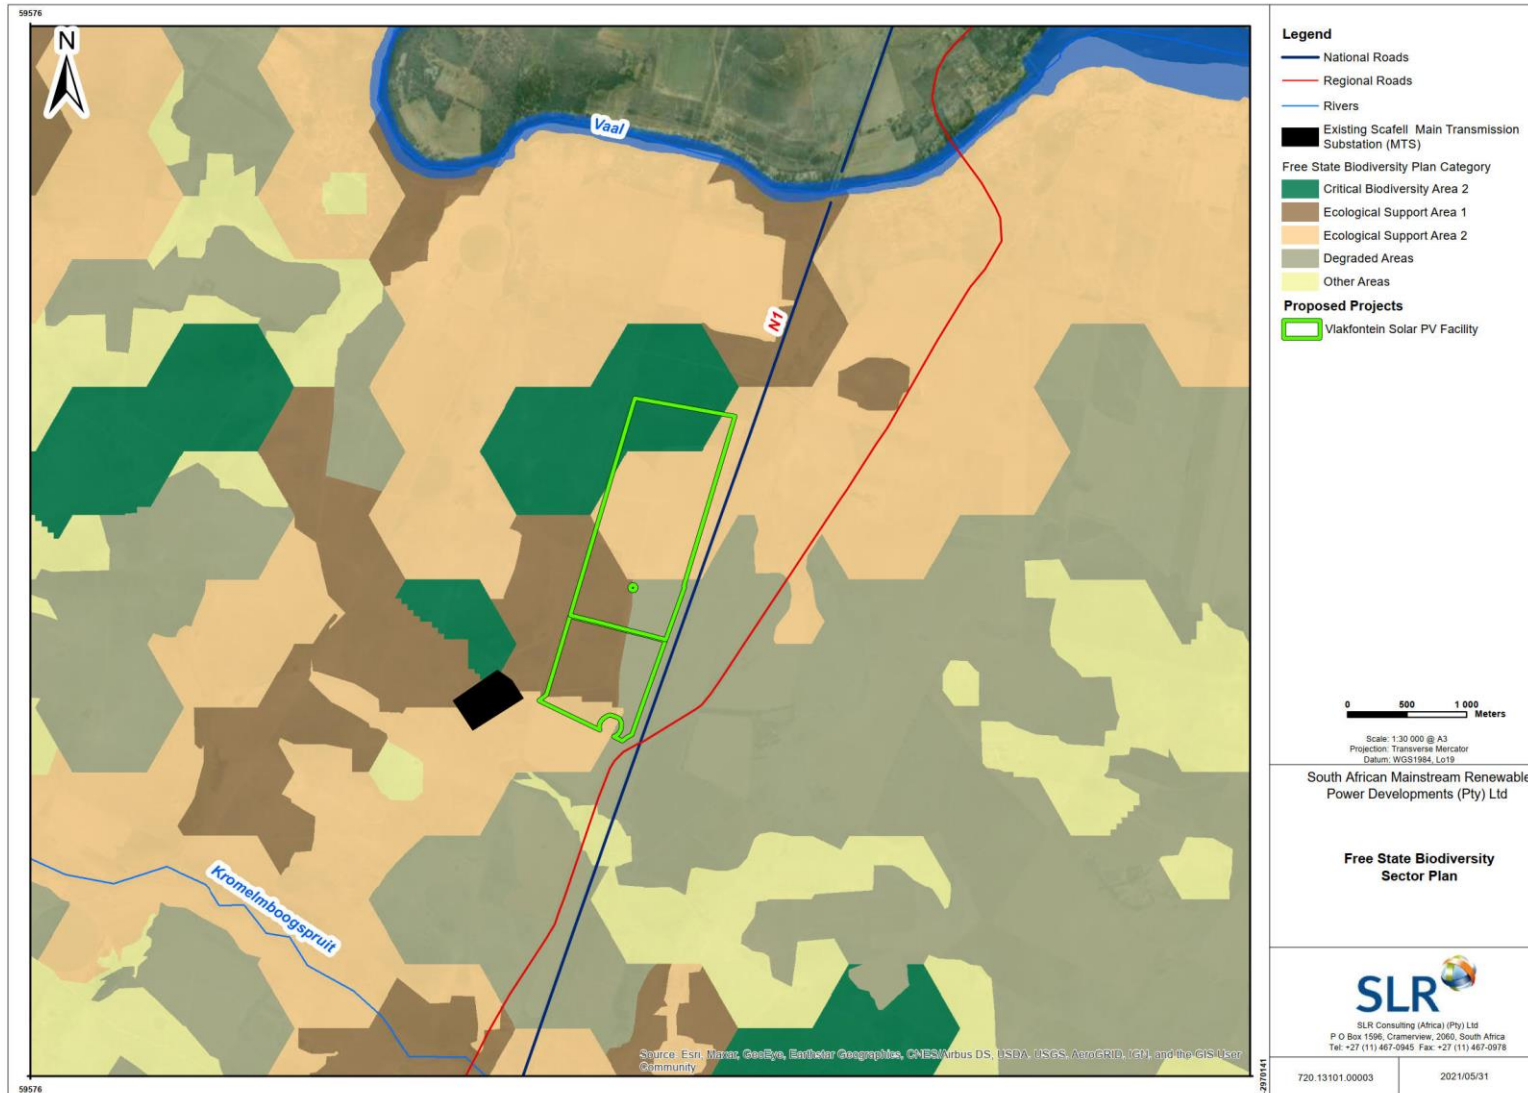 59576
N
Vaal
N1
Kromelmboogspruit
Source: Esri, Maxar, GeoEye, Earthstar Geographics, CNES/Airbus DS, USDA, USGS, AeroGRID, IGN, and the GIS User
Community
59576
-2970141
Legend
National Roads
Regional Roads
Rivers
Existing Scafell Main Transmission
Substation (MTS)
Free State Biodiversity Plan Category
Critical Biodiversity Area 2
Ecological Support Area 1
Ecological Support Area 2
Degraded Areas
Other Areas
Proposed Projects
Vlakfontein Solar PV Facility
0 500 1 000
Meters
Scale: 1:30 000 @ A3
Projection: Transverse Mercator
Datum: WGS1984, Lo19
South African Mainstream Renewable
Power Developments (Pty) Ltd
Free State Biodiversity
Sector Plan
SLR
SLR Consulting (Africa) (Pty) Ltd
P O Box 1596, Cramerview, 2060, South Africa
Tel: +27 (11) 467-0945 Fax: +27 (11) 467-0978
720.13101.00003
2021/05/31